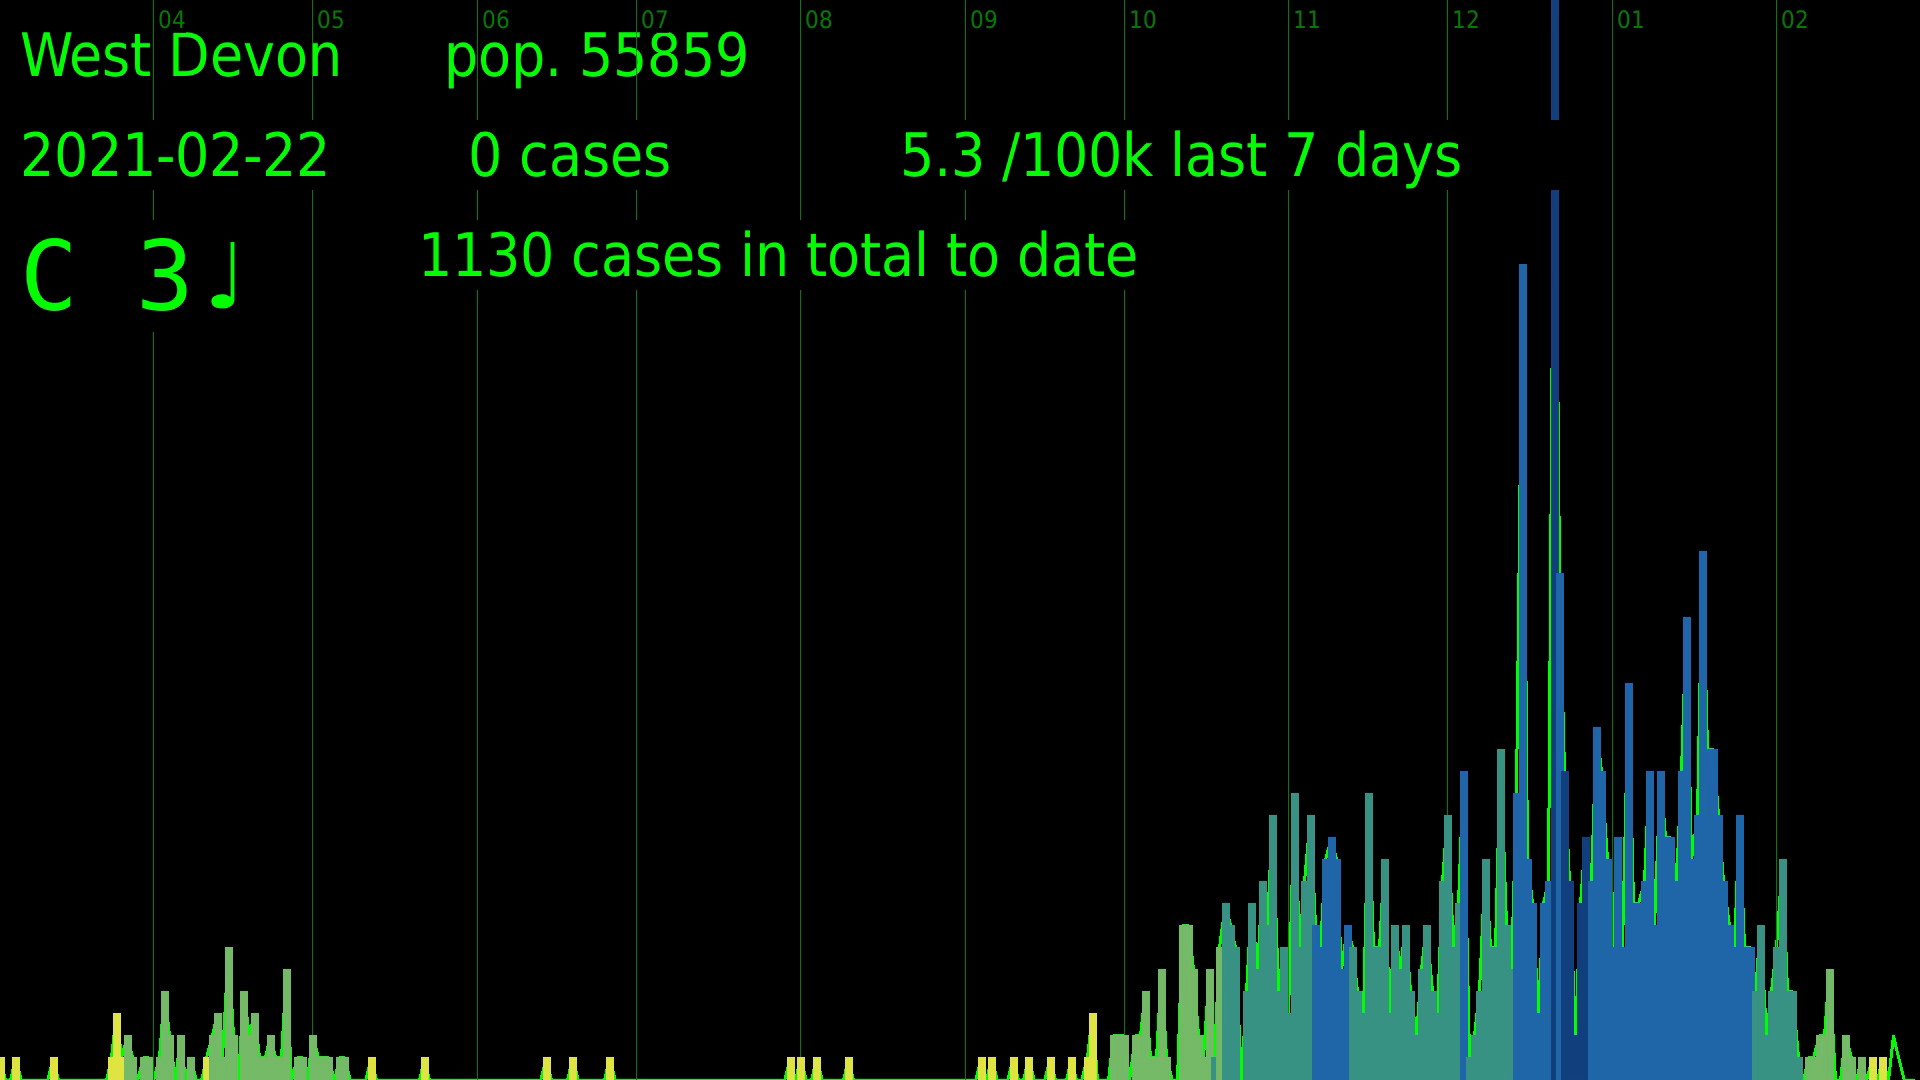 04 05 06 07 08 09 10 11 12 01 02
West Devon pop. 55859
2021-02-22 0 cases 5.3 /100k last 7 days
C 3♩ 1130 cases in total to date